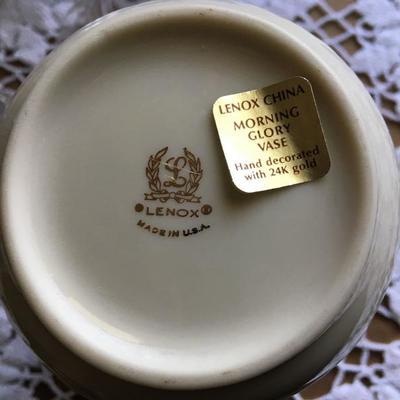 LENOX CHINA
MORNING
GLORY
VASE
Hand decorated
with 24K gold
L
®LENOX®
MADE IN U.S.A.